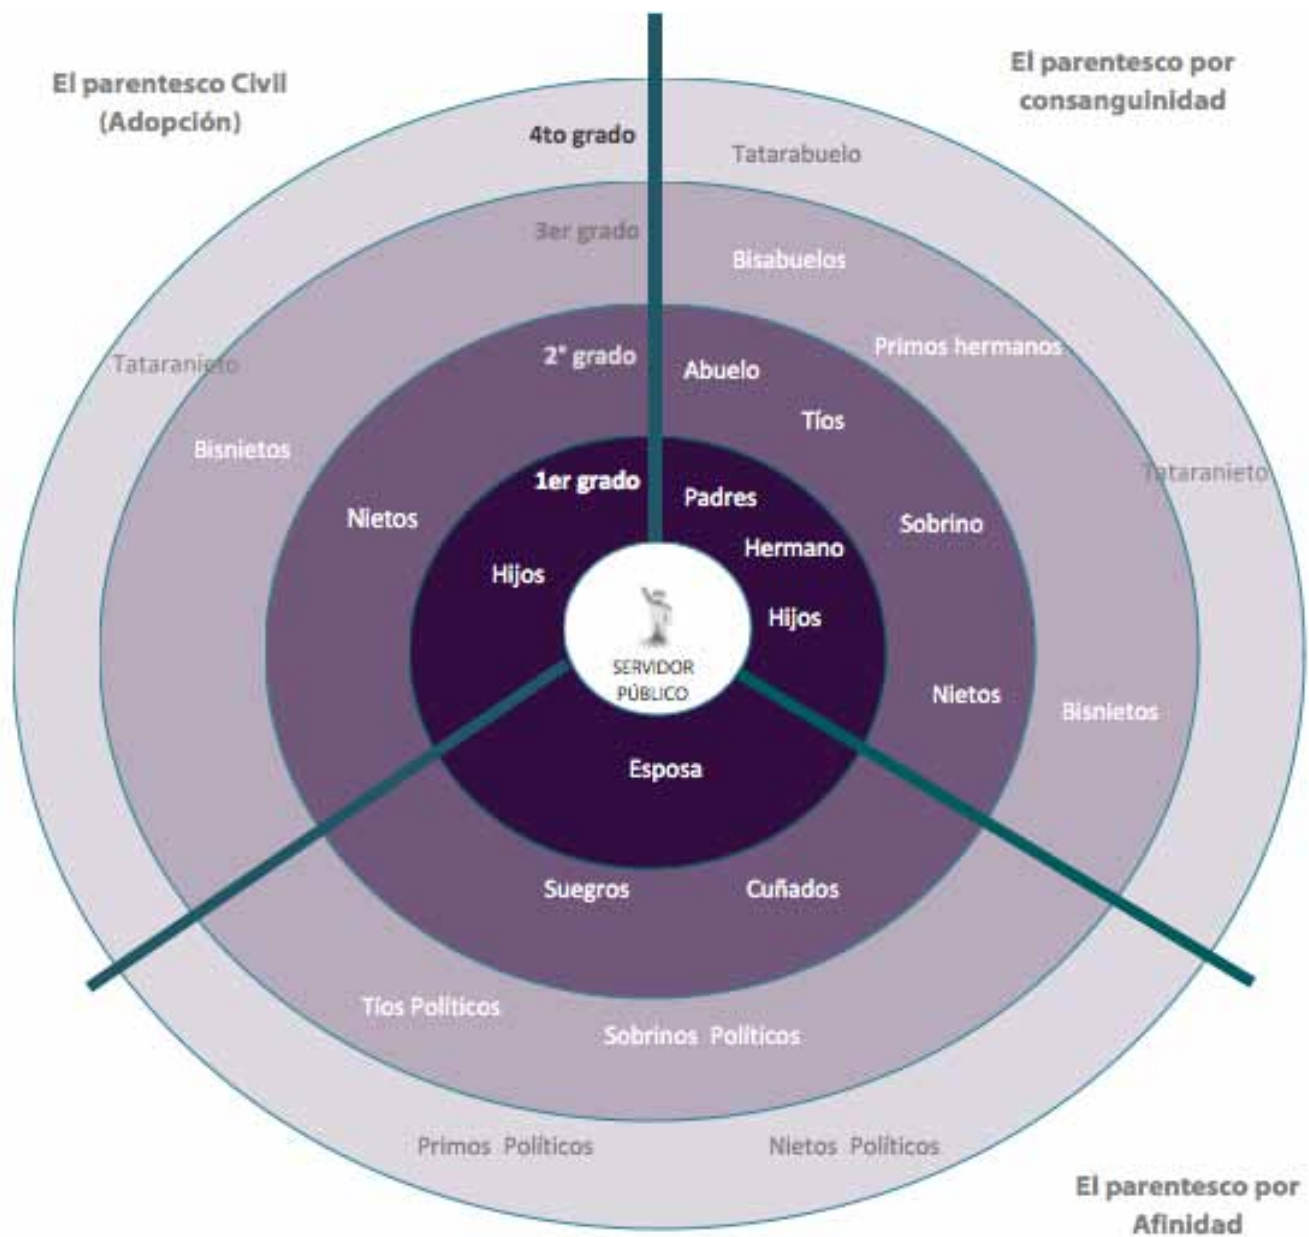 El parentesco Civil
(Adopción)
El parentesco por
consanguinidad
4to grado
Tatarabuelo
3er grado
Bisabuelos
Primos hermanos
2° grado
Abuelo
Tataranieto
Tíos
Bisnietos
Tataranieto
1er grado
Padres
Nietos
Sobrino
Hermano
Hijos
Hijos
SERVIDOR
PÚBLICO
Nietos
Bisnietos
Esposa
Suegros
Cuñados
Tíos Políticos
Sobrinos Políticos
Primos Políticos
Nietos Políticos
El parentesco por
Afinidad